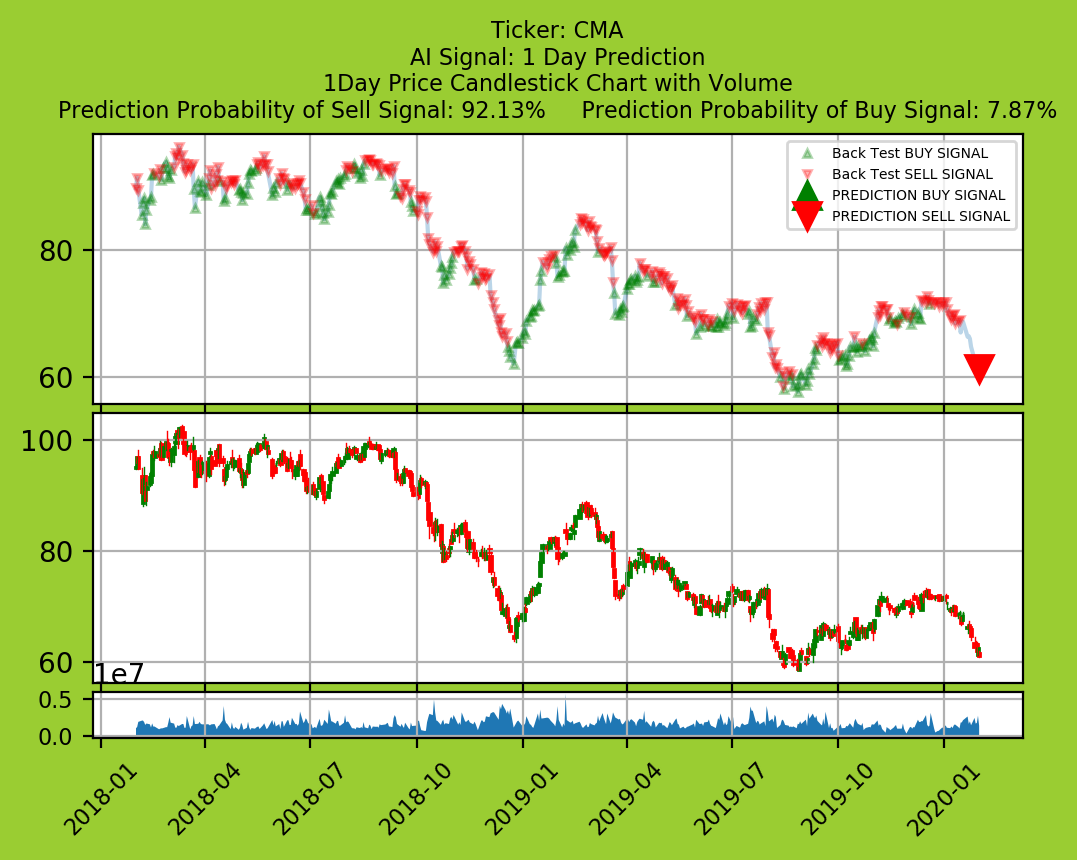 Ticker: CMA
AI Signal: 1 Day Prediction
1Day Price Candlestick Chart with Volume
Prediction Probability of Sell Signal: 92.13%     Prediction Probability of Buy Signal: 7.87%
Back Test BUY SIGNAL
Back Test SELL SIGNAL
PREDICTION BUY SIGNAL
PREDICTION SELL SIGNAL
80
60
100
80
60
1e7
0.5
0.0
2018-01
2018-04
2018-07
2018-10
2019-01
2019-04
2019-07
2019-10
2020-01